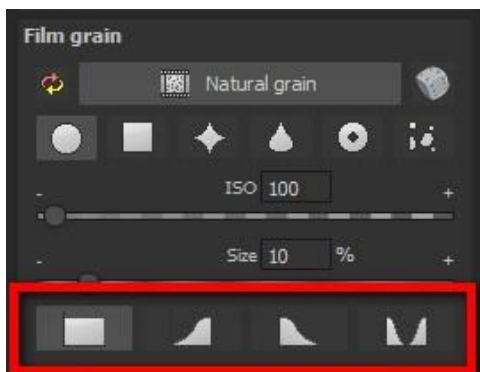 Film grain
Natural grain
- ISO 100 +
- Size 10 % +